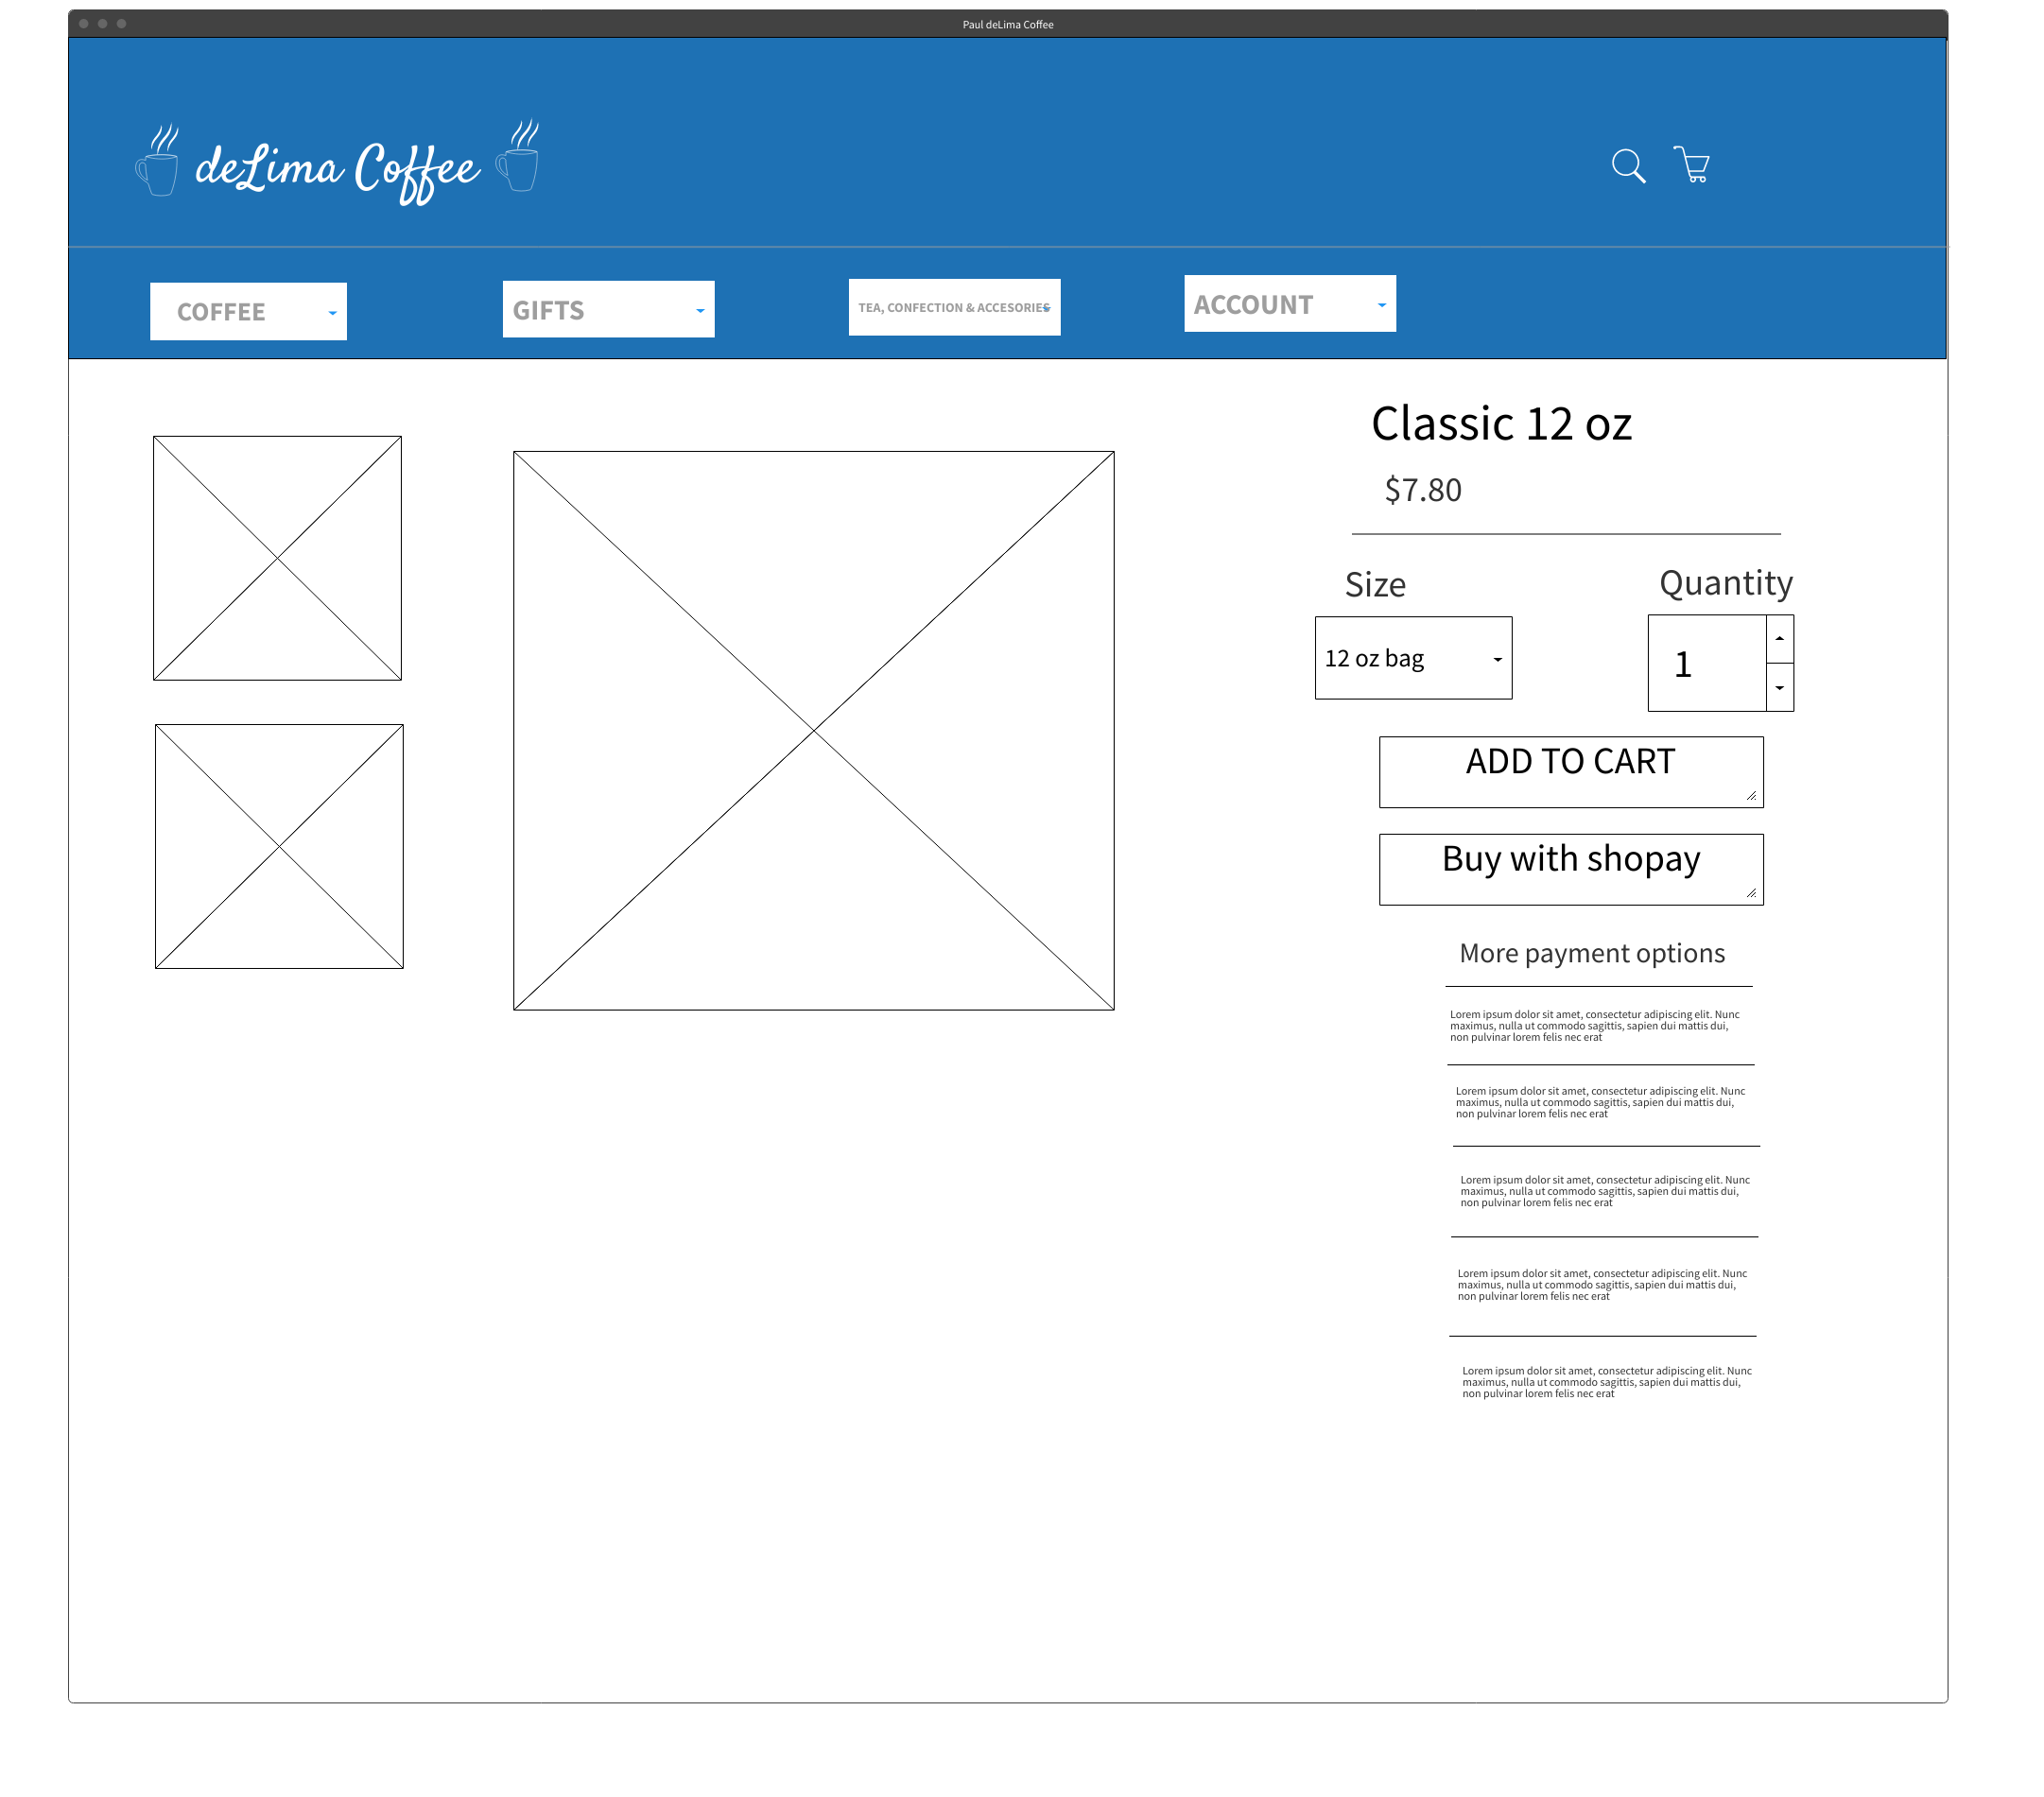 Paul deLima Coffee
deLima Coffee
COFFEE
GIFTS
TEA, CONFECTION & ACCESORIES
ACCOUNT
Classic 12 oz
$7.80
Size
Quantity
12 oz bag
1
ADD TO CART
Buy with shopay
More payment options
Lorem ipsum dolor sit amet, consectetur adipiscing elit. Nunc
maximus, nulla ut commodo sagittis, sapien dui mattis dui,
non pulvinar lorem felis nec erat
Lorem ipsum dolor sit amet, consectetur adipiscing elit. Nunc
maximus, nulla ut commodo sagittis, sapien dui mattis dui,
non pulvinar lorem felis nec erat
Lorem ipsum dolor sit amet, consectetur adipiscing elit. Nunc
maximus, nulla ut commodo sagittis, sapien dui mattis dui,
non pulvinar lorem felis nec erat
Lorem ipsum dolor sit amet, consectetur adipiscing elit. Nunc
maximus, nulla ut commodo sagittis, sapien dui mattis dui,
non pulvinar lorem felis nec erat
Lorem ipsum dolor sit amet, consectetur adipiscing elit. Nunc
maximus, nulla ut commodo sagittis, sapien dui mattis dui,
non pulvinar lorem felis nec erat